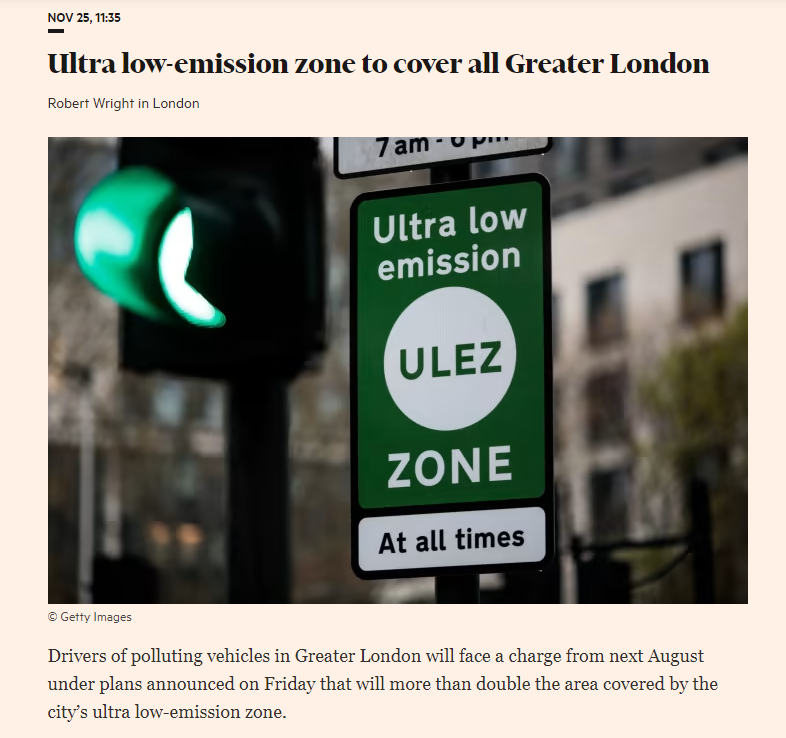 NOV 25, 11:35
Ultra low-emission zone to cover all Greater London
Robert Wright in London
7 am - 6 pm
Ultra low
emission
ULEZ
ZONE
At all times
© Getty Images
Drivers of polluting vehicles in Greater London will face a charge from next August
under plans announced on Friday that will more than double the area covered by the
city’s ultra low-emission zone.